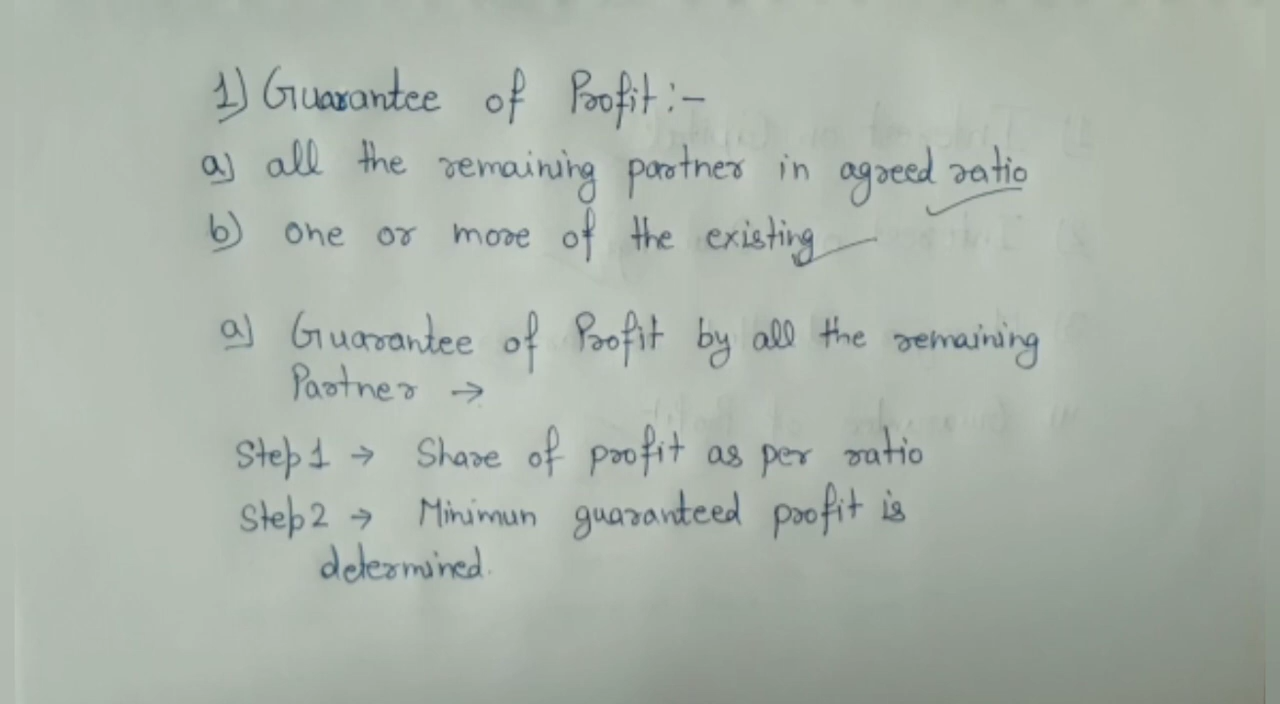 1) Guarantee of Profit:-
a) all the remaining partner in agreed ratio
b) one or more of the existing
a) Guarantee of Profit by all the remaining
Partner →
Step 1 → Share of profit as per ratio
Step 2 → Minimun guaranteed profit is
determined.